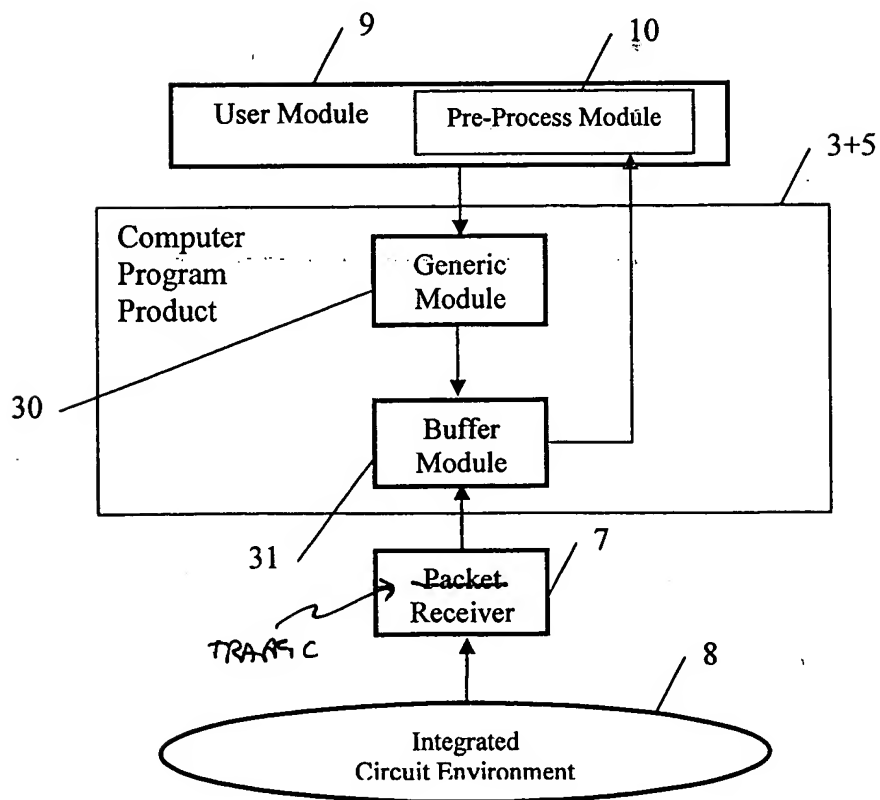 9
10
User Module
Pre-Process Module
3+5
Computer
Program
Product
Generic
Module
30
Buffer
Module
31
7
Packet
Receiver
TRAFFIC
8
Integrated
Circuit Environment